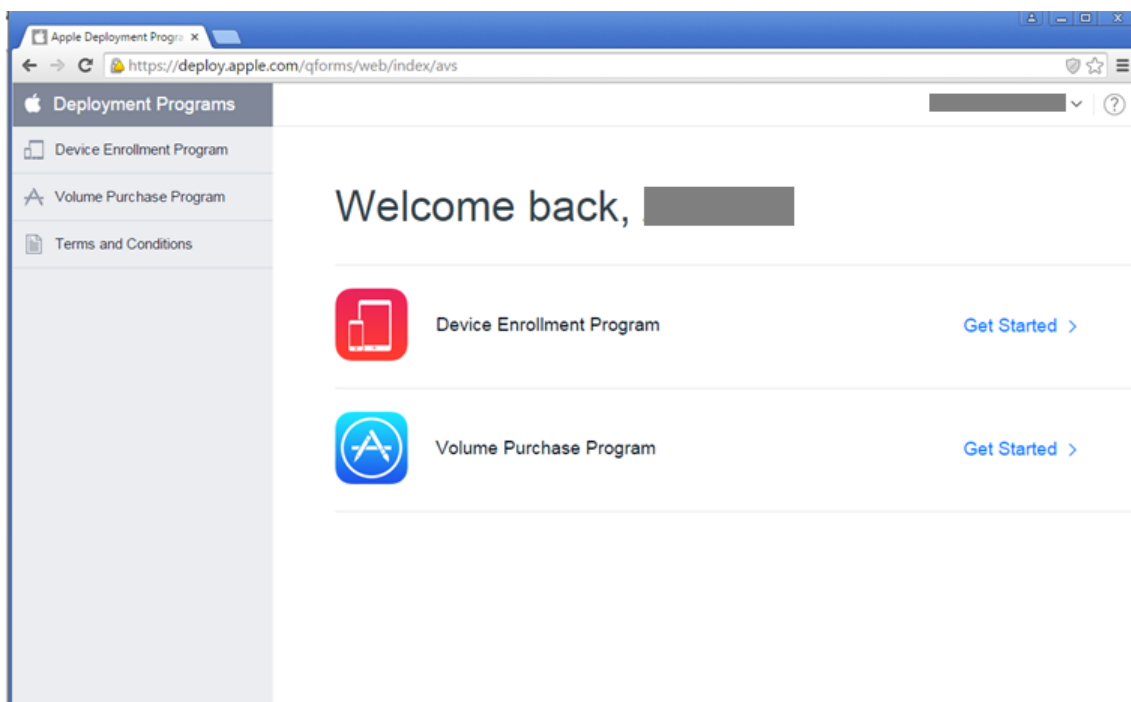 Apple Deployment Progra
https://deploy.apple.com/qforms/web/index/avs
Deployment Programs
Device Enrollment Program
Volume Purchase Program
Terms and Conditions
Welcome back,
Device Enrollment Program
Get Started
Volume Purchase Program
Get Started